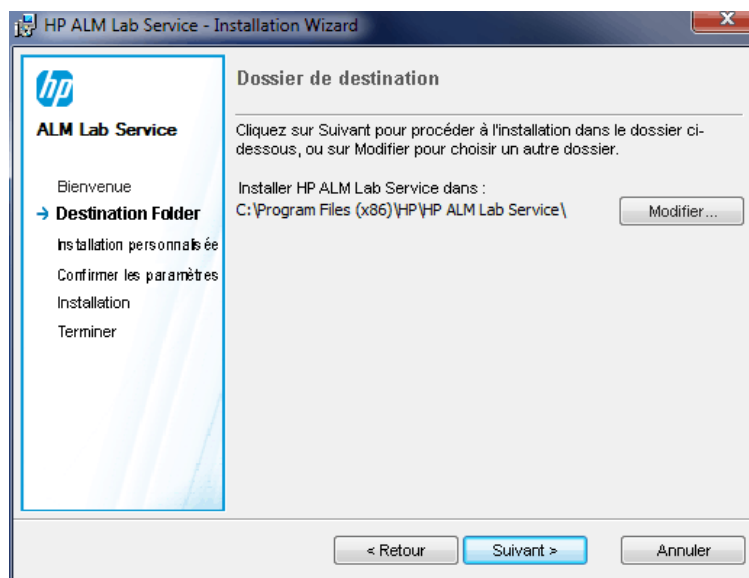 HP ALM Lab Service - Installation Wizard
X
hp
ALM Lab Service
Bienvenue
Destination Folder
Installation personnalisée
Confirmer les paramètres
Installation
Terminer
Dossier de destination
Cliquez sur Suivant pour procéder à l'installation dans le dossier ci-
dessous, ou sur Modifier pour choisir un autre dossier.
Installer HP ALM Lab Service dans :
C:\Program Files (x86)\HP\HP ALM Lab Service\
Modifier...
< Retour
Suivant >
Annuler